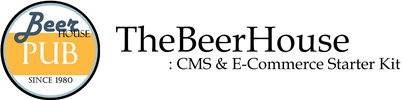 Beer
HOUSE
PUB
SINCE 1980
TheBeerHouse
: CMS & E-Commerce Starter Kit